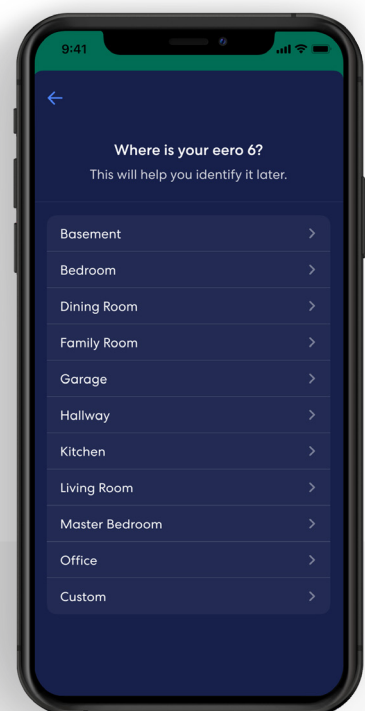 9:41
Where is your eero 6?
This will help you identify it later.
Basement
Bedroom
Dining Room
Family Room
Garage
Hallway
Kitchen
Living Room
Master Bedroom
Office
Custom